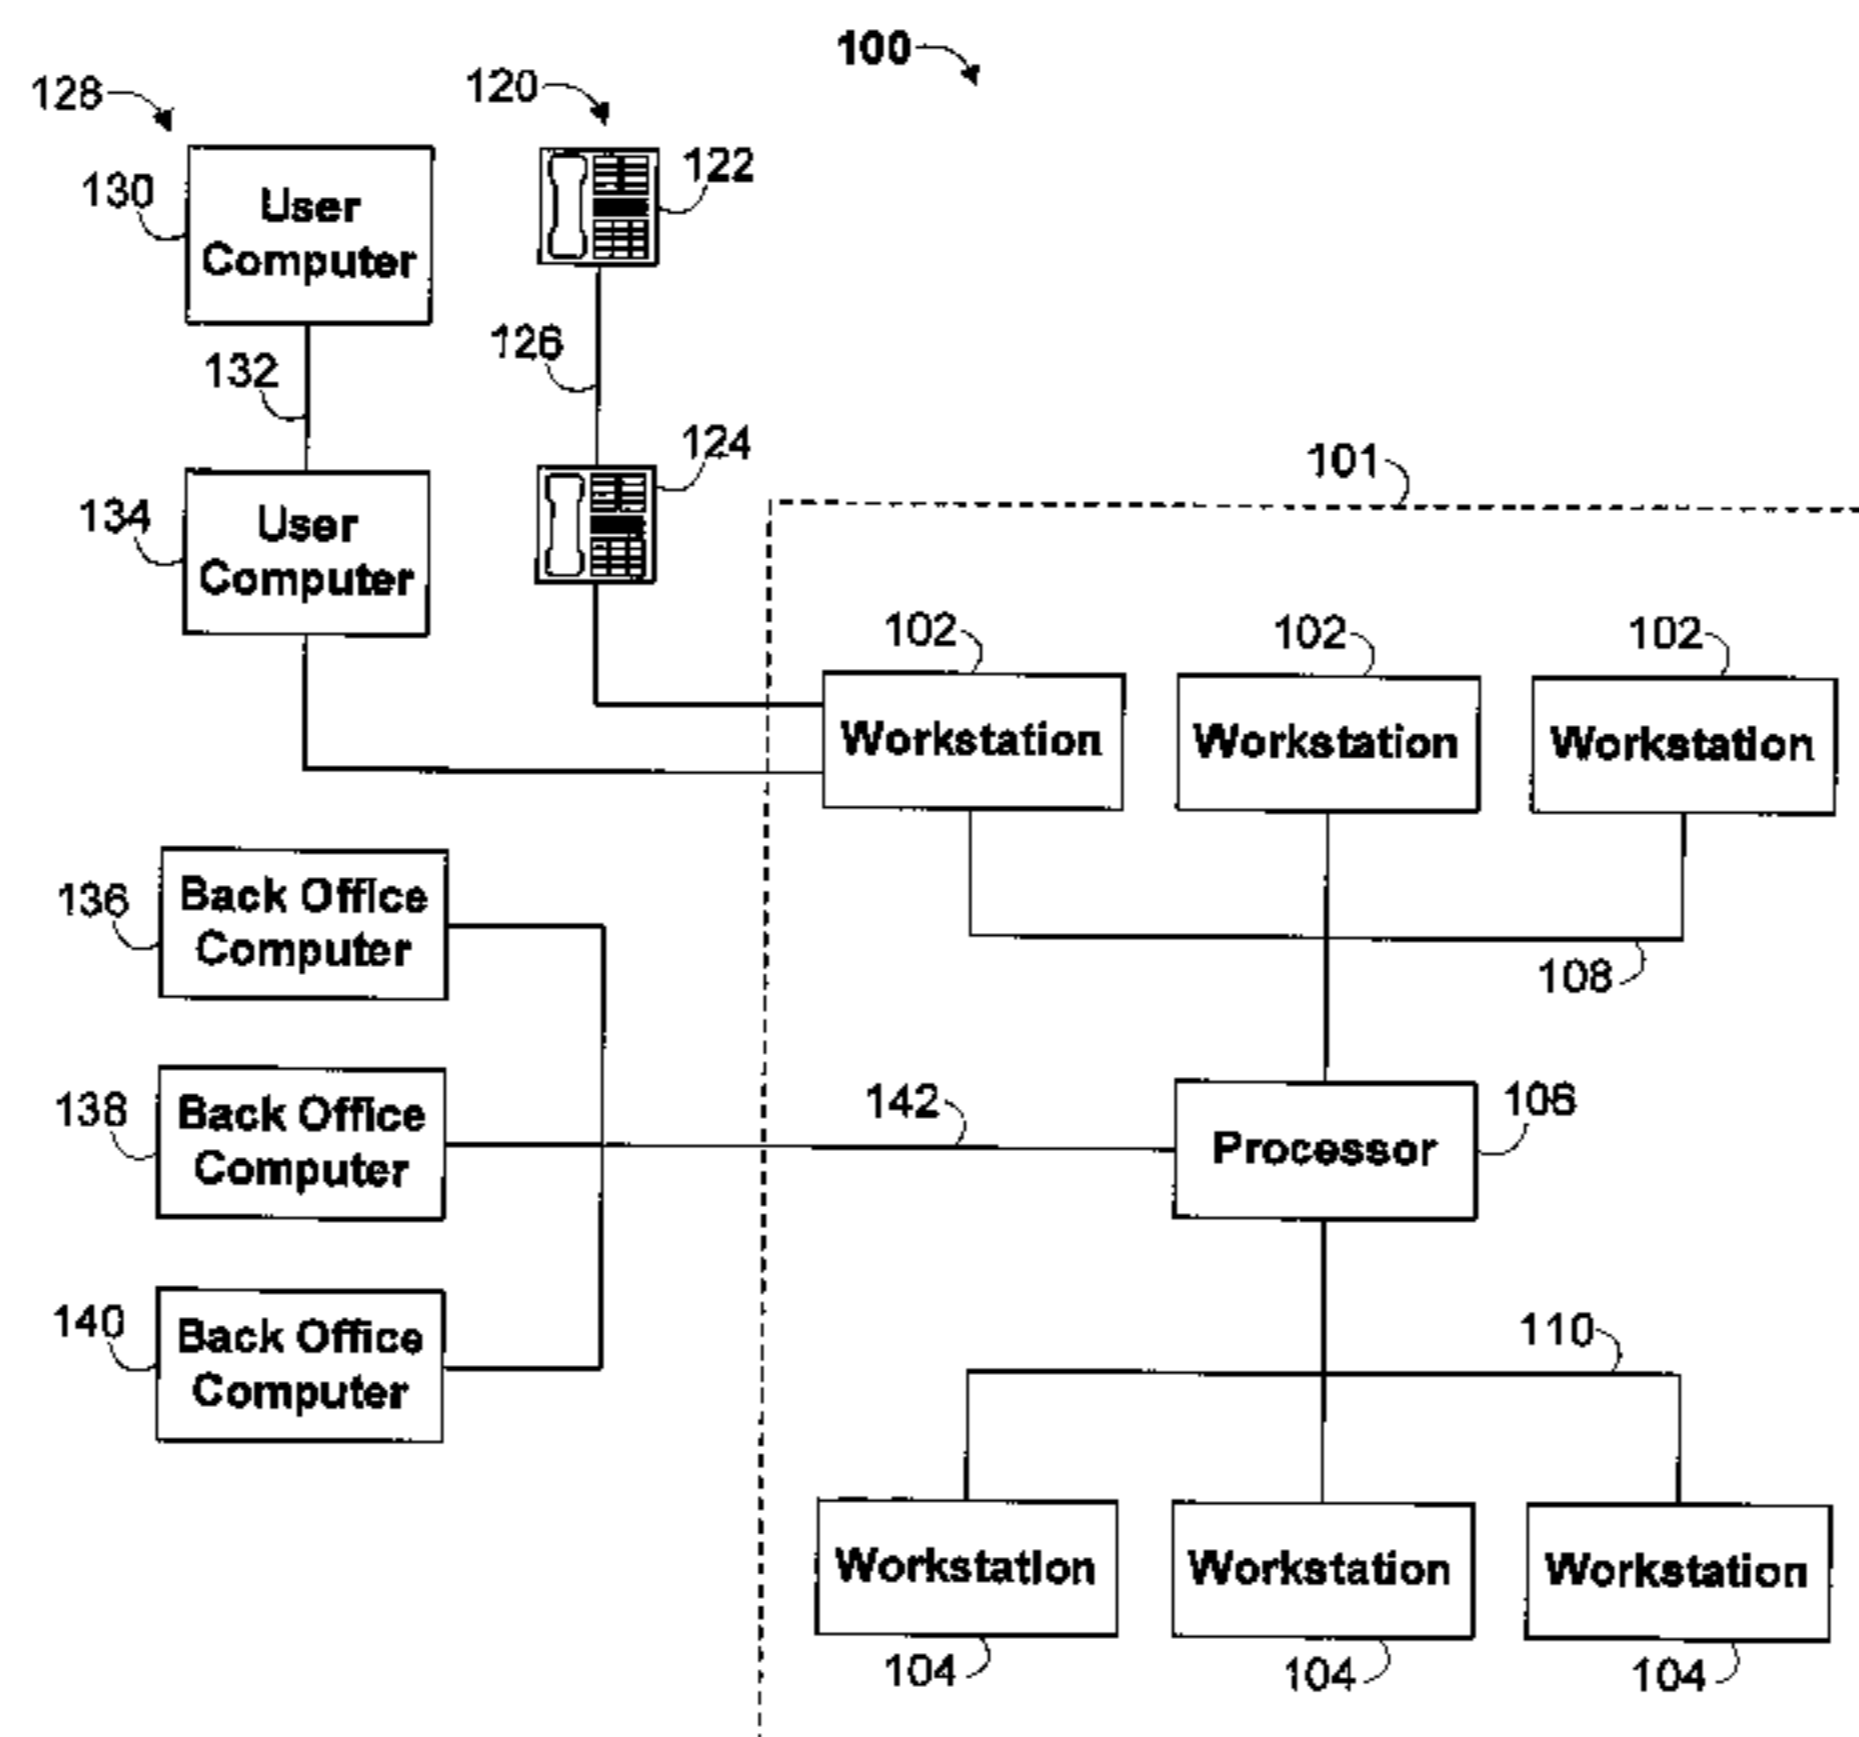 100
128
120
122
130
User
Computer
126
132
124
101
134
User
Computer
102
102
102
Workstation
Workstation
Workstation
136
Back Office
Computer
108
142
106
138
Back Office
Computer
Processor
140
Back Office
Computer
110
Workstation
Workstation
Workstation
104
104
104